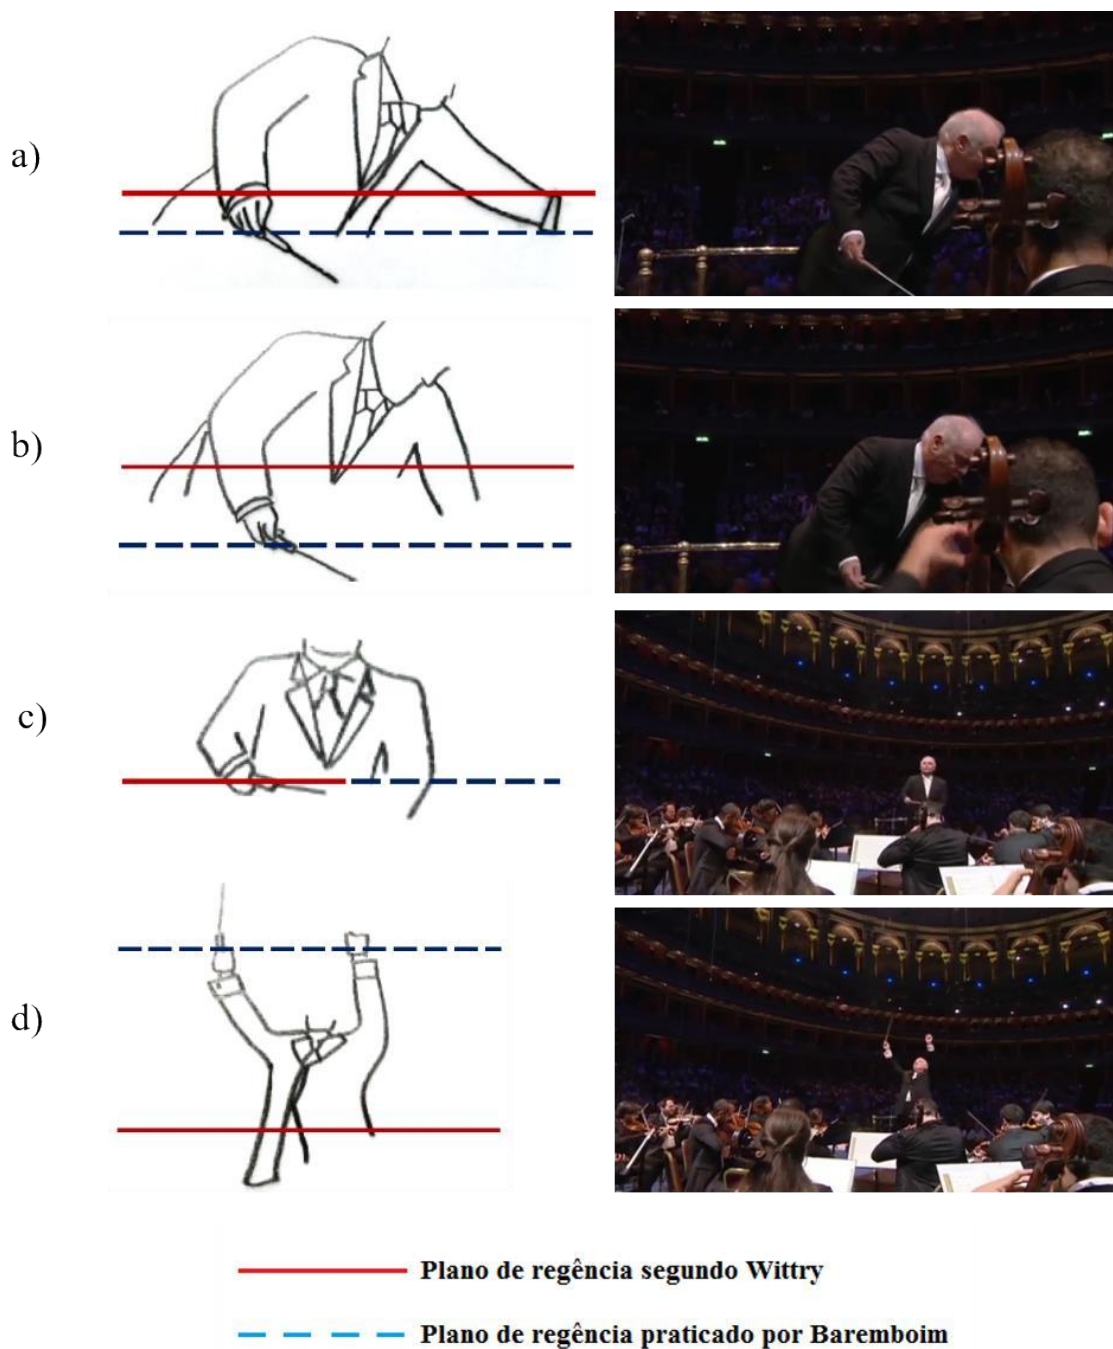 a)
b)
c)
d)
Plano de regência segundo Wittry
Plano de regência praticado por Baremboim